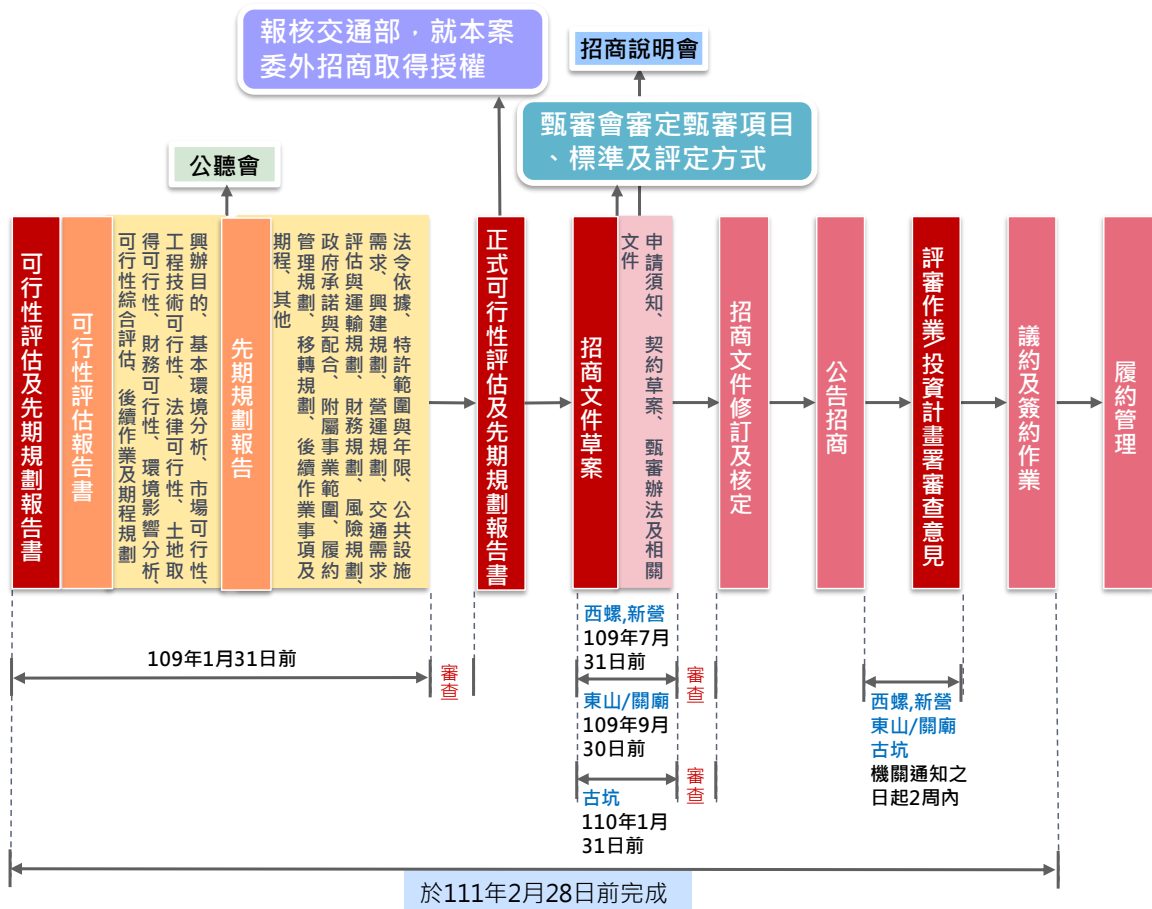 報核交通部，就本案
委外招商取得授權
招商說明會
甄審會審定甄審項目
、標準及評定方式
公聽會
可行性評估及先期規劃報告書
可行性評估報告書
興辦目的、基本環境分析、市場可行性、
工程技術可行性、法律可行性、土地取
得可行性、財務可行性、環境影響分析、
可行性綜合評估、後續作業及期程規劃
先期規劃報告
法令依據、特許範圍與年限、公共設施
需求、興建規劃、營運規劃、交通需求
評估與運輸規劃、財務規劃、風險規劃、
政府承諾與配合、附屬事業範圍、履約
管理規劃、移轉規劃、後續作業事項及
期程、其他
正式可行性評估及先期規劃報告書
招商文件草案
申請須知、契約草案、甄審辦法及相關
文件
招商文件修訂及核定
公告招商
評審作業/投資計畫署審查意見
議約及簽約作業
履約管理
109年1月31日前
審查
西螺,新營
109年7月
31日前
審查
東山/關廟
109年9月
30日前
審查
古坑
110年1月
31日前
西螺,新營
東山/關廟
古坑
機關通知之
日起2周內
於111年2月28日前完成